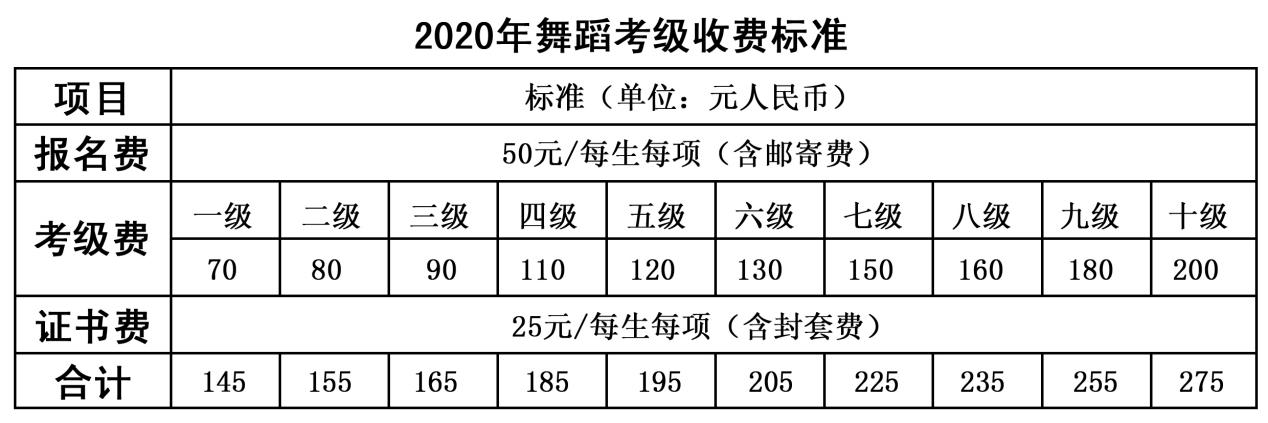 2020年舞蹈考级收费标准
项目 标准（单位：元人民币）
报名费 50元/每生每项（含邮寄费）
考级费 一级 二级 三级 四级 五级 六级 七级 八级 九级 十级
70 80 90 110 120 130 150 160 180 200
证书费 25元/每生每项（含封套费）
合计 145 155 165 185 195 205 225 235 255 275